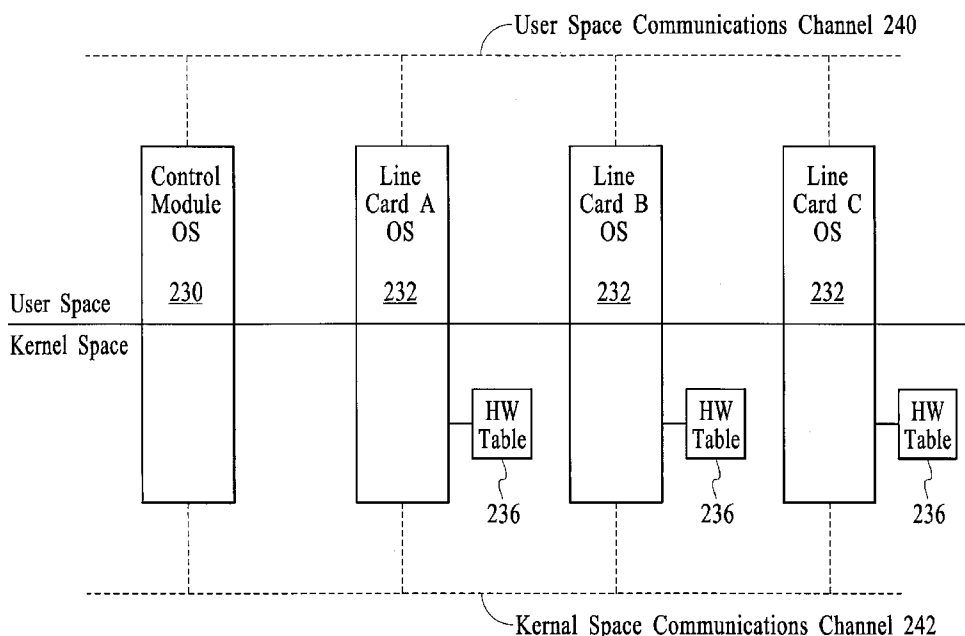 User Space Communications Channel 240
Control
Module
OS
230
Line
Card A
OS
232
Line
Card B
OS
232
Line
Card C
OS
232
User Space
Kernel Space
HW
Table
236
HW
Table
236
HW
Table
236
Kernal Space Communications Channel 242